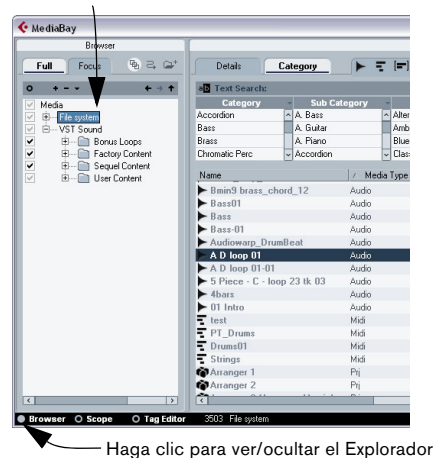 MediaBay
Browser
Full Focus
Details Category
Text Search:
Media
File system
VST Sound
Bonus Loops
Factory Content
Sequel Content
User Content
Category Sub Category
Accordion A. Bass Alter
Bass A. Guitar Amb
Brass A. Piano Blue
Chromatic Perc Accordion Clas
Name / Media Type
Bmin9 brass_chord_12 Audio
Bass01 Audio
Bass Audio
Bass-01 Audio
Audiowarp_DrumBeat Audio
A D loop 01 Audio
A D loop 01-01 Audio
5 Piece - C - loop 23 tk 03 Audio
4bars Audio
01 Intro Audio
test Midi
PT_Drums Midi
Drums01 Midi
Strings Midi
Arranger 1 Prj
Arranger 2 Prj
Browser Scope Tag Editor 3503 File system
Haga clic para ver/ocultar el Explorador